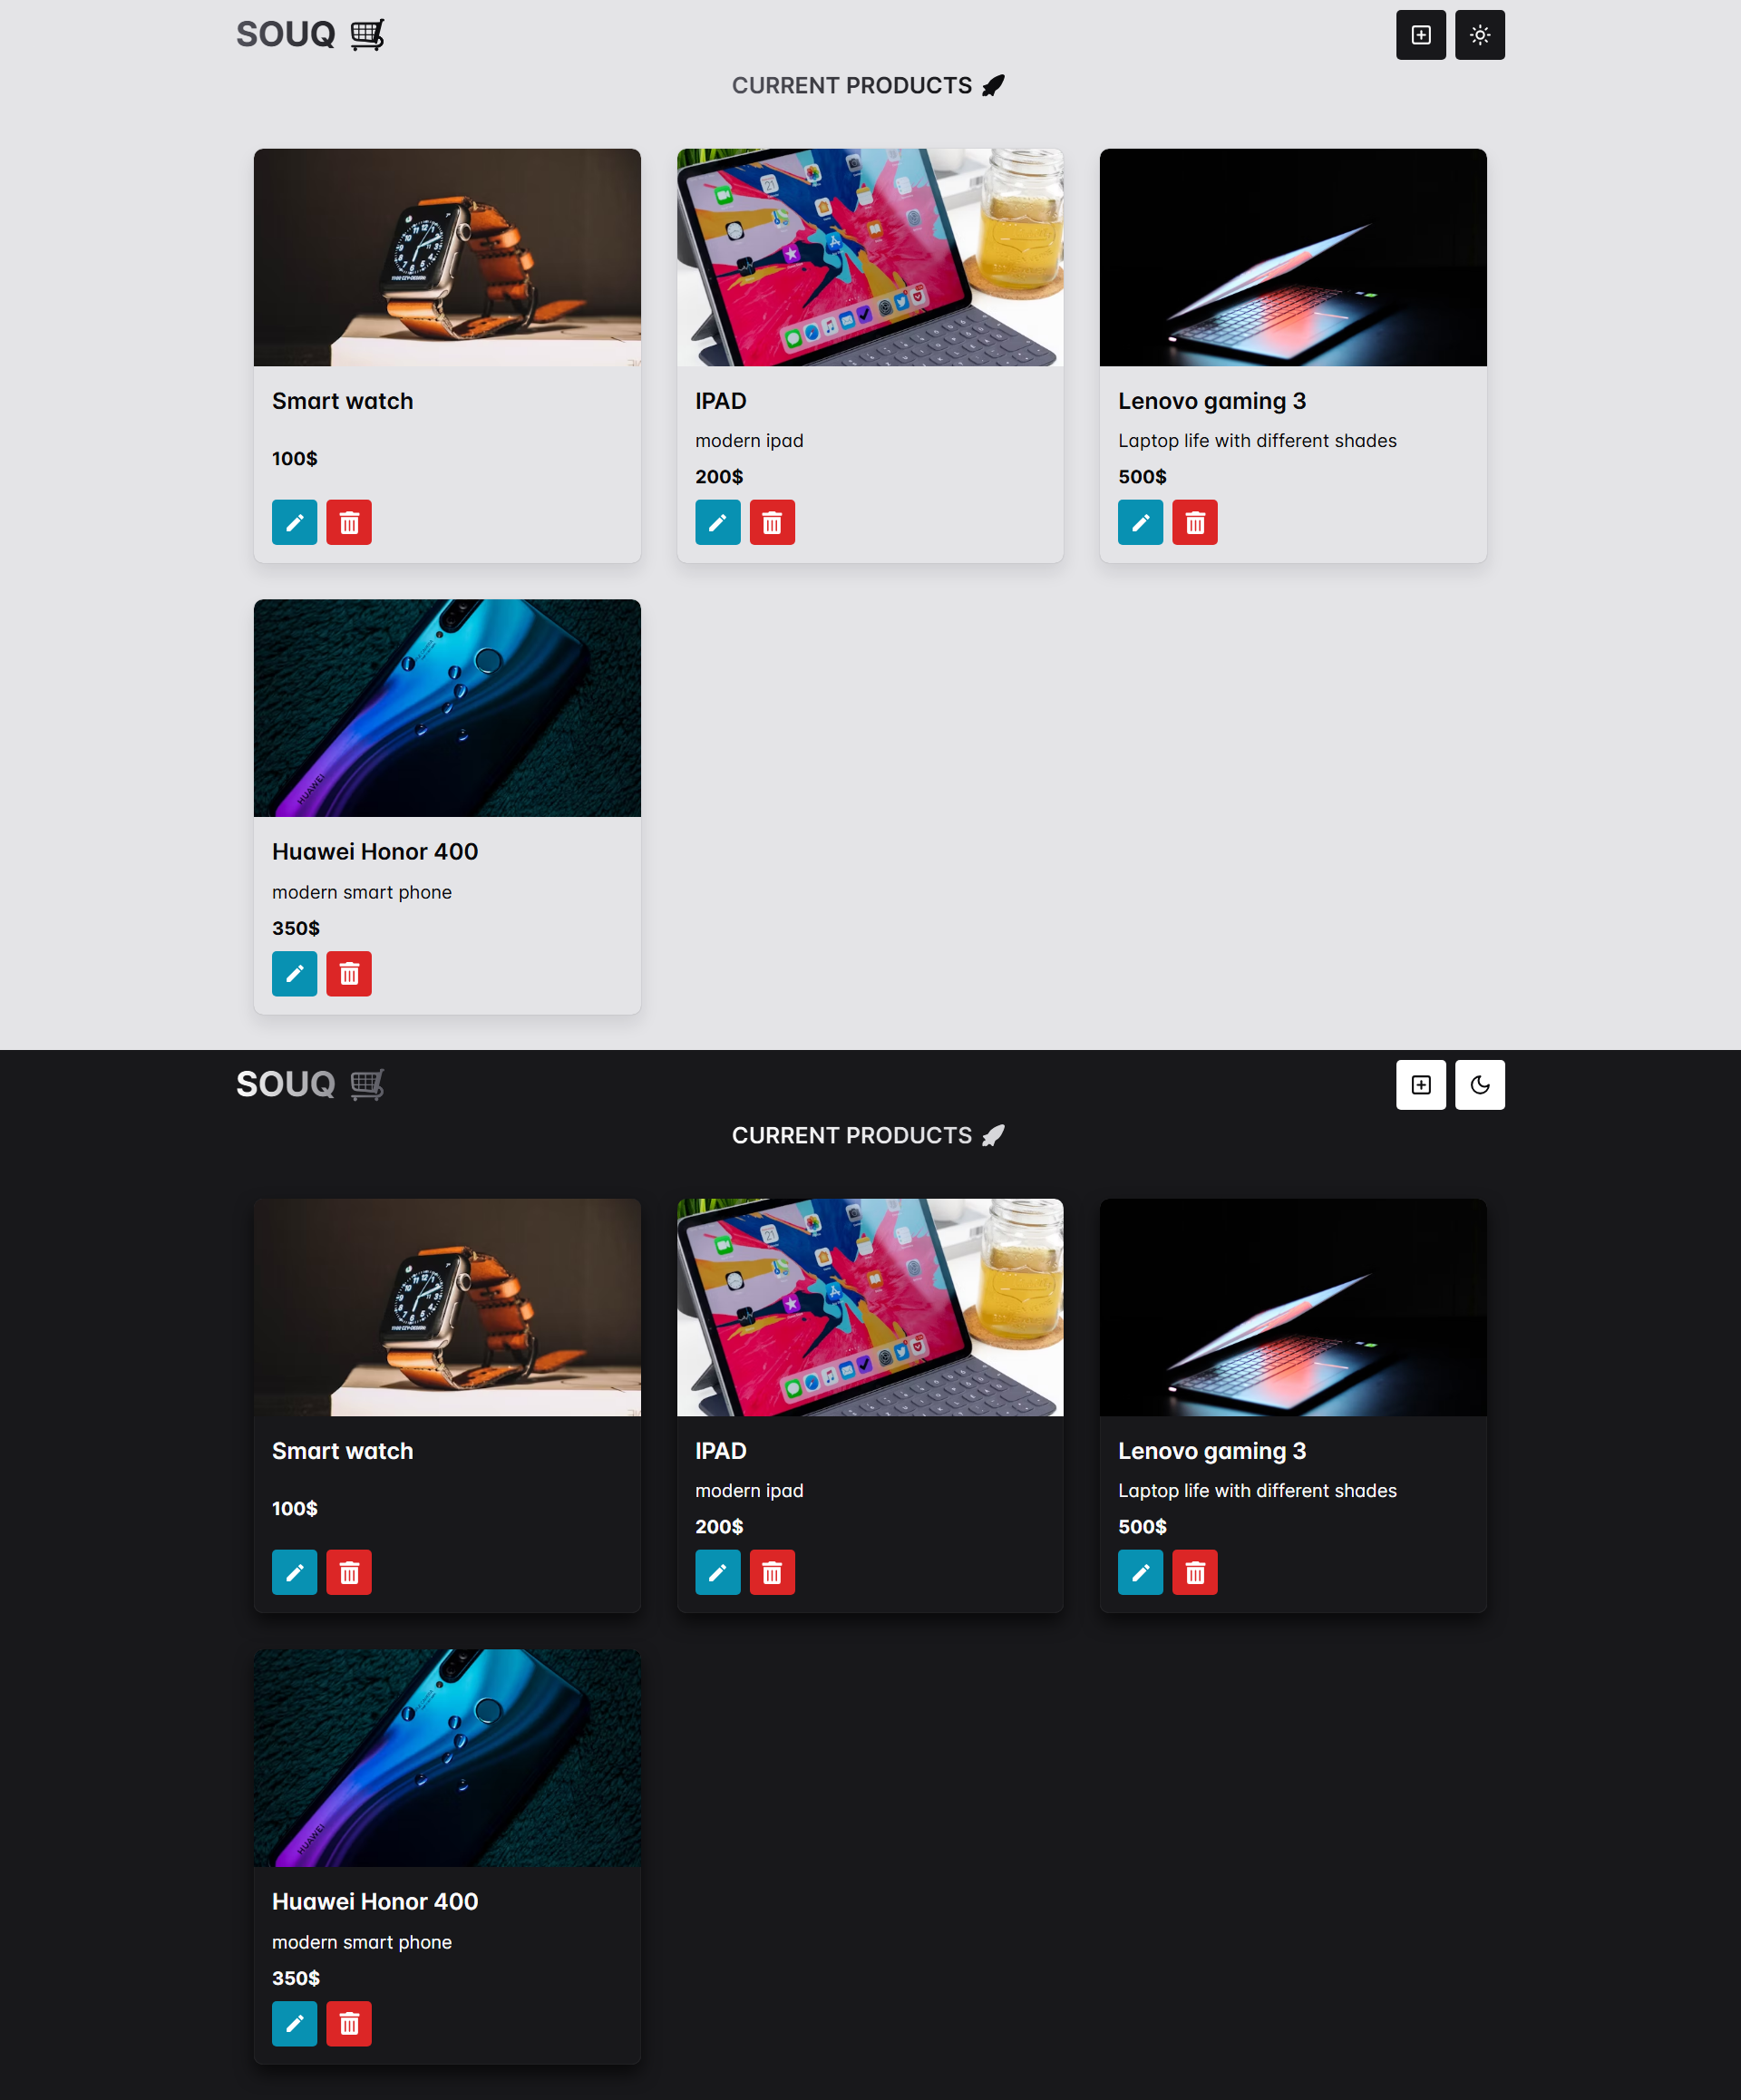 SOUQ
CURRENT PRODUCTS
Smart watch
100$
IPAD
modern ipad
200$
Lenovo gaming 3
Laptop life with different shades
500$
HUAWEI
Huawei Honor 400
modern smart phone
350$
SOUQ
CURRENT PRODUCTS
Smart watch
100$
IPAD
modern ipad
200$
Lenovo gaming 3
Laptop life with different shades
500$
HUAWEI
Huawei Honor 400
modern smart phone
350$